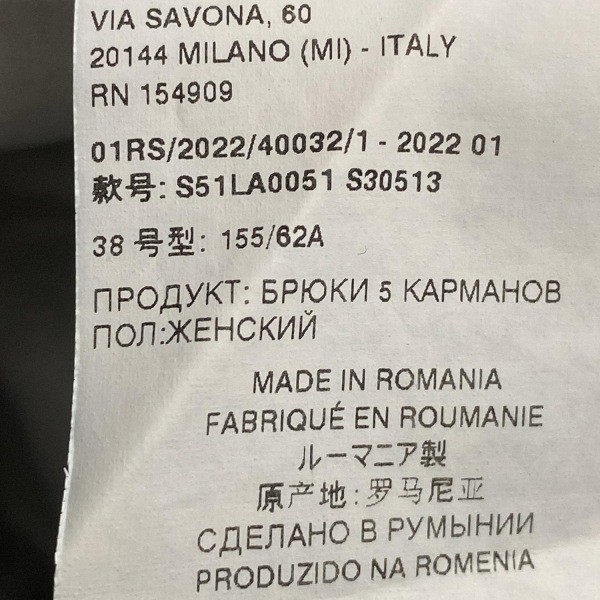 VIA SAVONA, 60
20144 MILANO (MI) - ITALY
RN 154909
01RS/2022/40032/1 - 2022 01
款号: S51LA0051 S30513
38 号型: 155/62A
ПРОДУКТ: БРЮКИ 5 КАРМАНОВ
ПОЛ:ЖЕНСКИЙ
MADE IN ROMANIA
FABRIQUÉ EN ROUMANIE
ルーマニア製
原产地:罗马尼亚
СДЕЛАНО В РУМЫНИИ
PRODUZIDO NA ROMENIA